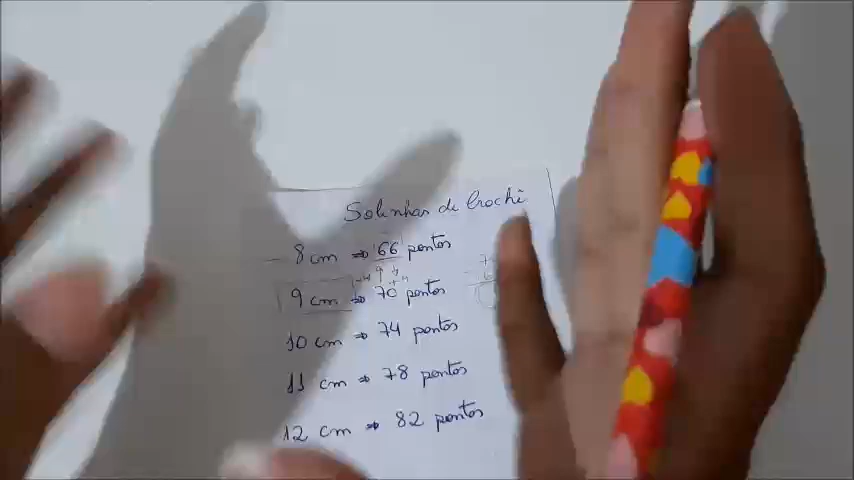 Solinhas de Crochê
- 8 cm ⇒ 66 pontos
9 cm ⇒ 70 pontos
10 cm ⇒ 74 pontos
11 cm ⇒ 78 pontos
12 cm ⇒ 82 pontos